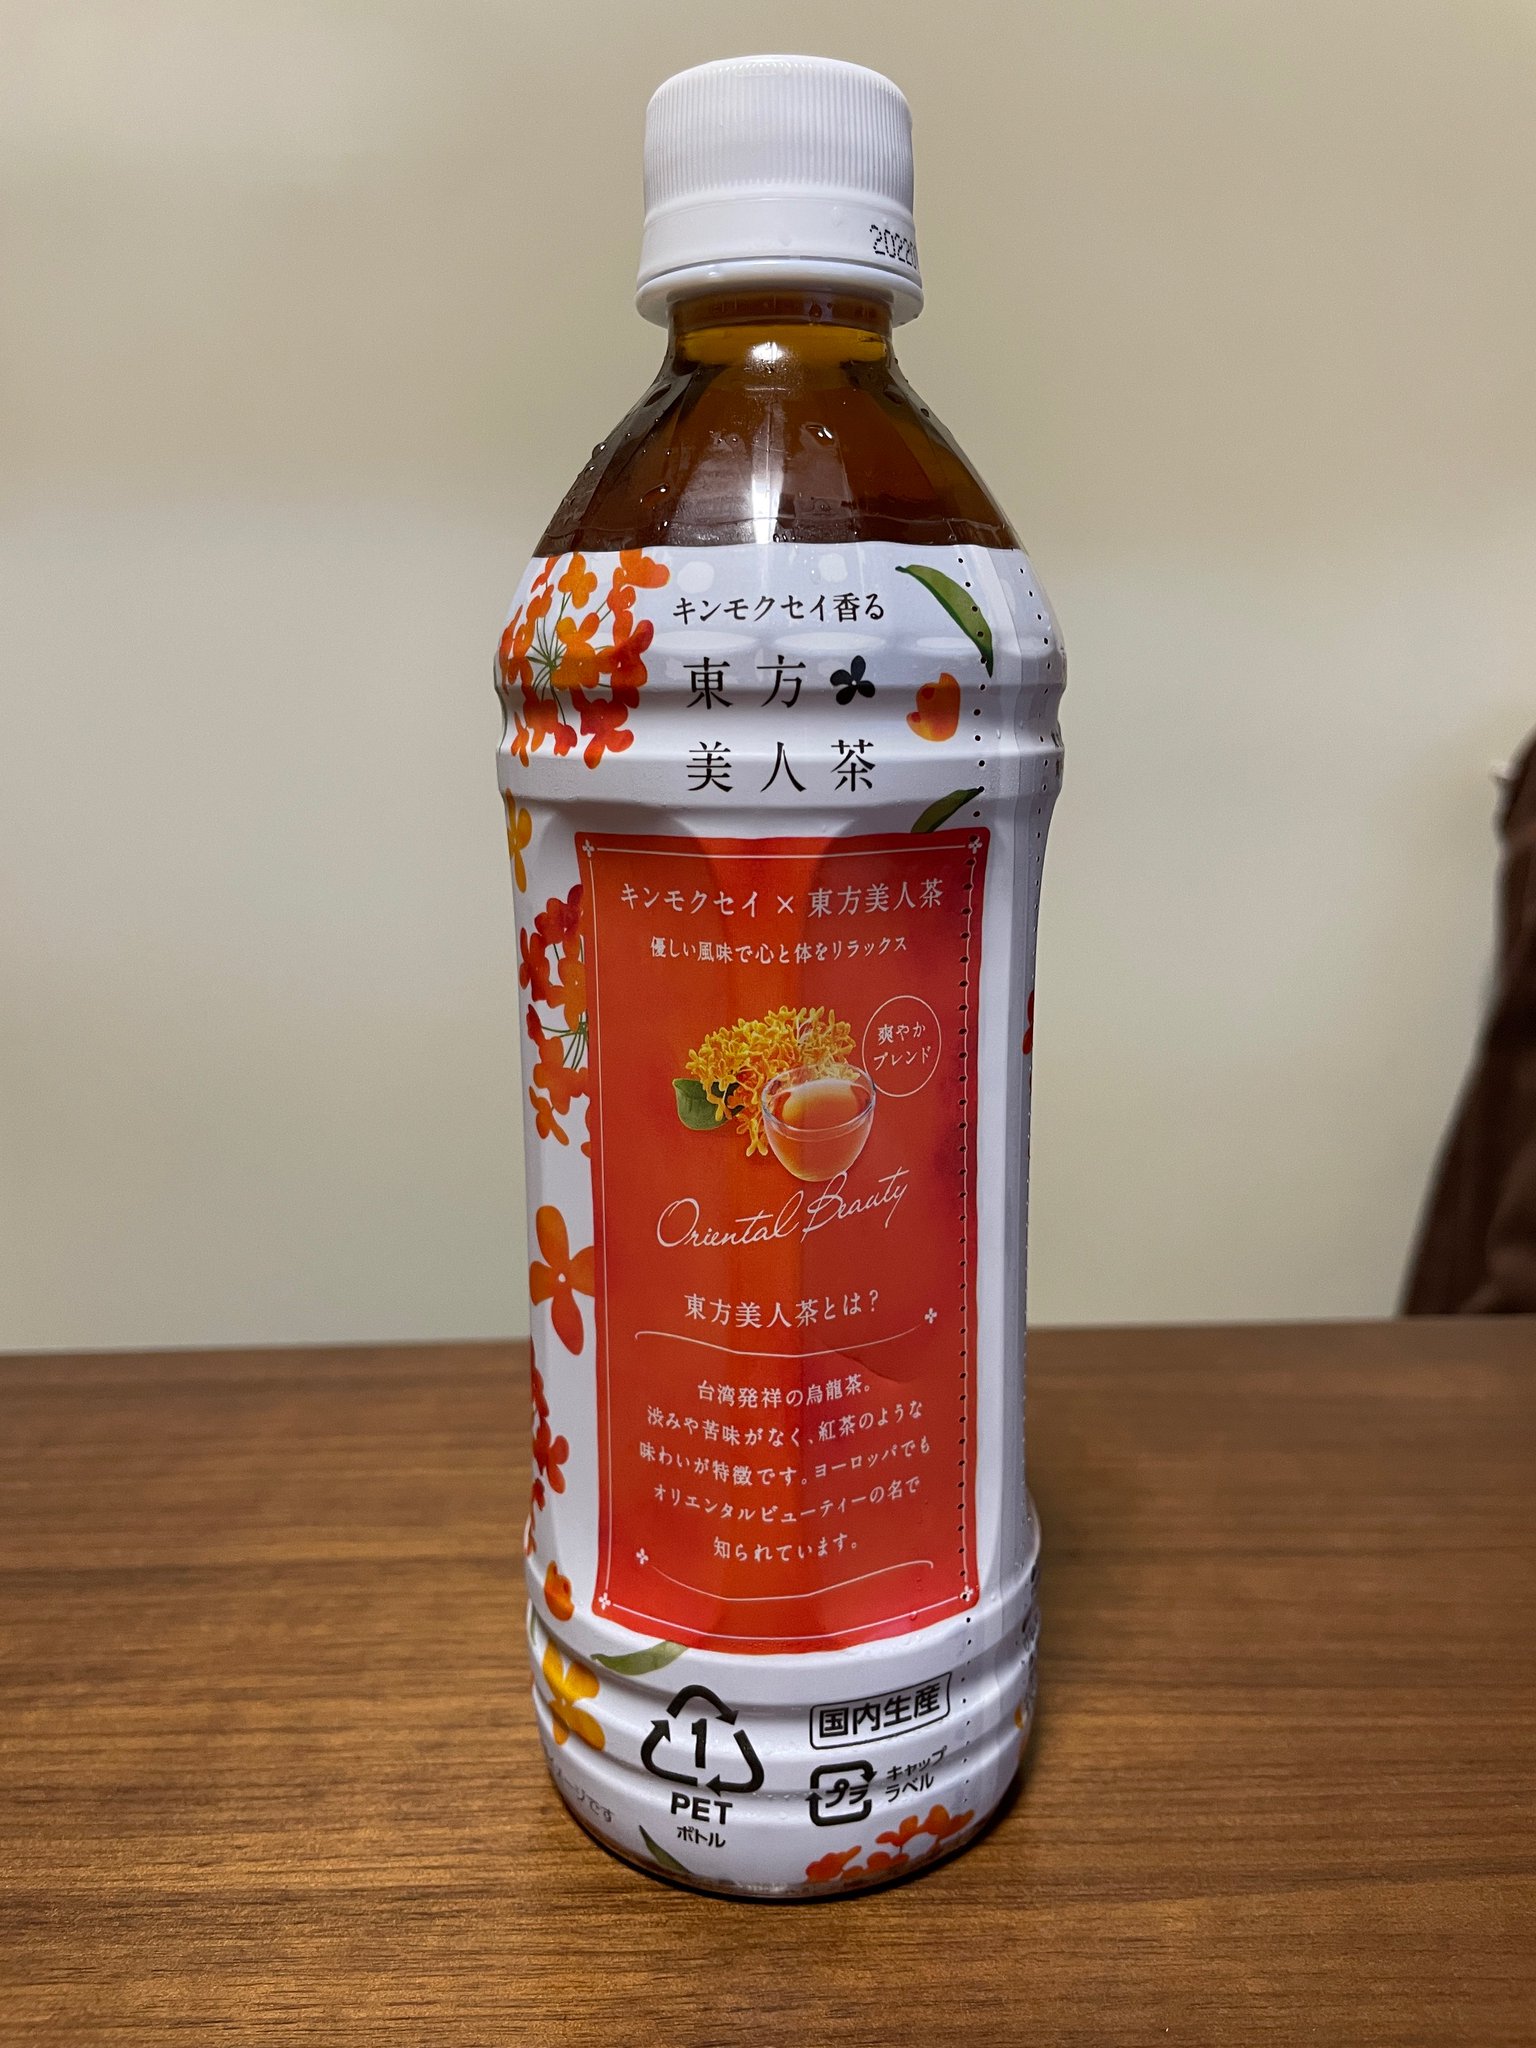 キンモクセイ香る
東方
美人茶
キンモクセイ×東方美人茶
優しい風味で心と体をリラックス
爽やか
ブレンド
Oriental Beauty
東方美人茶とは?
台湾発祥の烏龍茶。
渋みや苦味がなく、紅茶のような
味わいが特徴です。ヨーロッパでも
オリエンタルビューティーの名で
知られています。
国内生産
1
PET
ボトル
プラ
キャップ
ラベル
イメージです